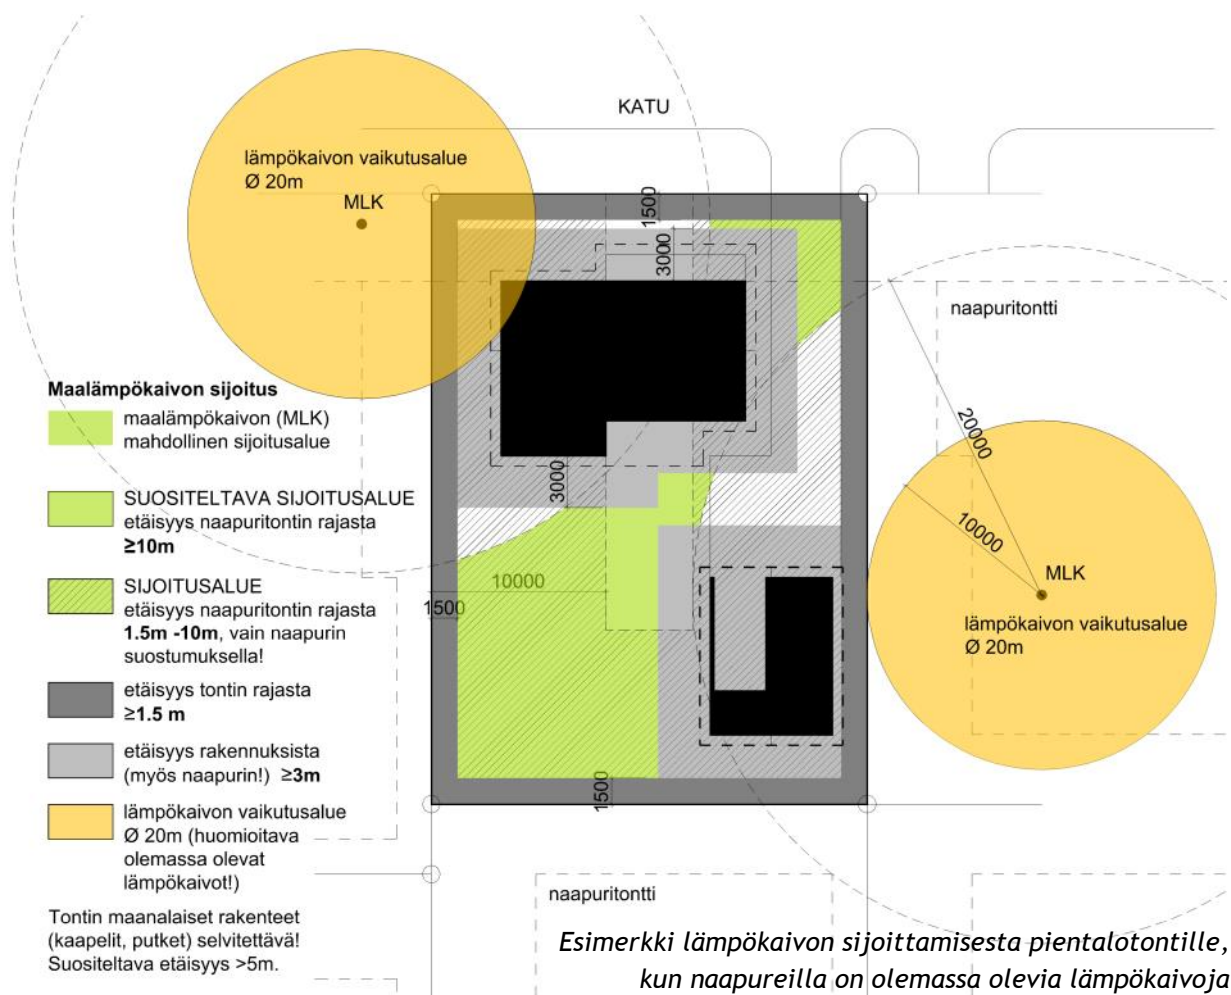 KATU
lämpökaivon vaikutusalue
Ø 20m
MLK
1500
3000
naapuritontti
Maalämpökaivon sijoitus
maalämpökaivon (MLK)
mahdollinen sijoitusalue
SUOSITELTAVA SIJOITUSALUE
etäisyys naapuritontin rajasta
≥10m
SIJOITUSALUE
etäisyys naapuritontin rajasta
1.5m -10m, vain naapurin
suostumuksella!
etäisyys tontin rajasta
≥1.5 m
etäisyys rakennuksista
(myös naapurin!) ≥3m
lämpökaivon vaikutusalue
Ø 20m (huomioitava
olemassa olevat
lämpökaivot!)
Tontin maanalaiset rakenteet
(kaapelit, putket) selvitettävä!
Suositeltava etäisyys >5m.
3000
10000
1500
1500
20000
10000
MLK
lämpökaivon vaikutusalue
Ø 20m
naapuritontti
Esimerkki lämpökaivon sijoittamisesta pientalotontille,
kun naapureilla on olemassa olevia lämpökaivoja